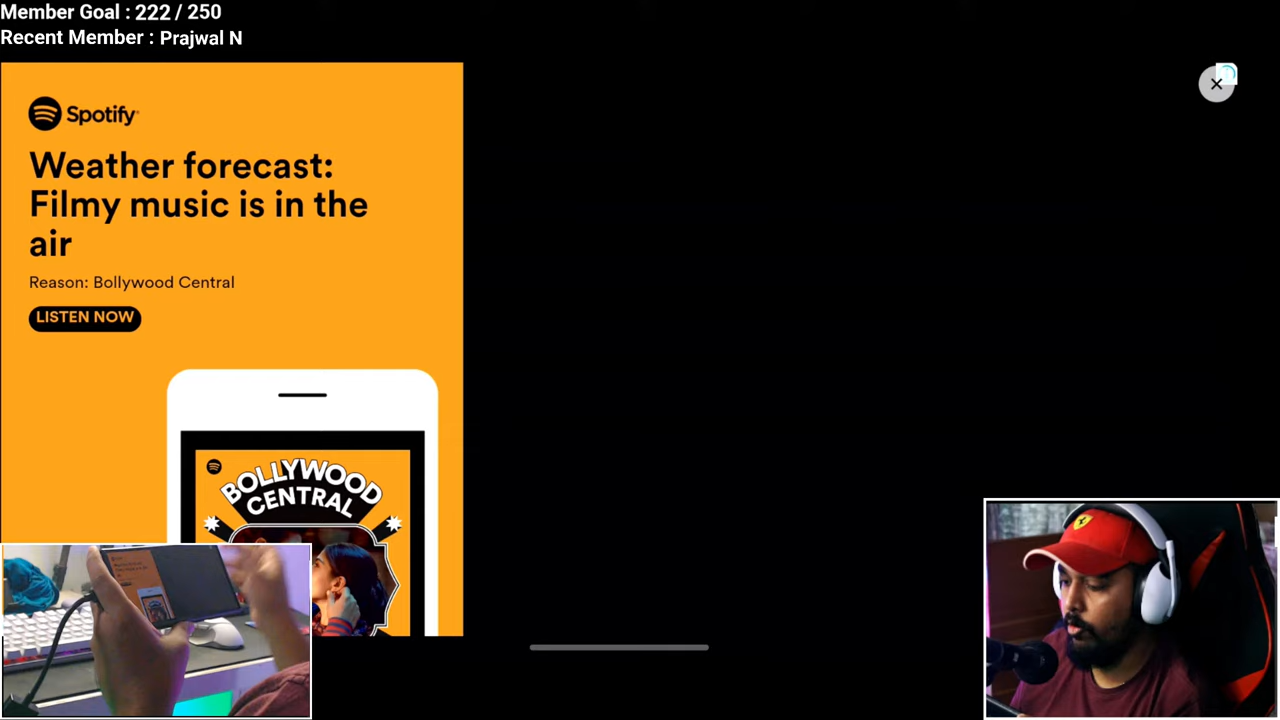 Member Goal : 222 / 250
Recent Member : Prajwal N
Spotify
Weather forecast:
Filmy music is in the
air
Reason: Bollywood Central
LISTEN NOW
BOLLYWOOD
CENTRAL